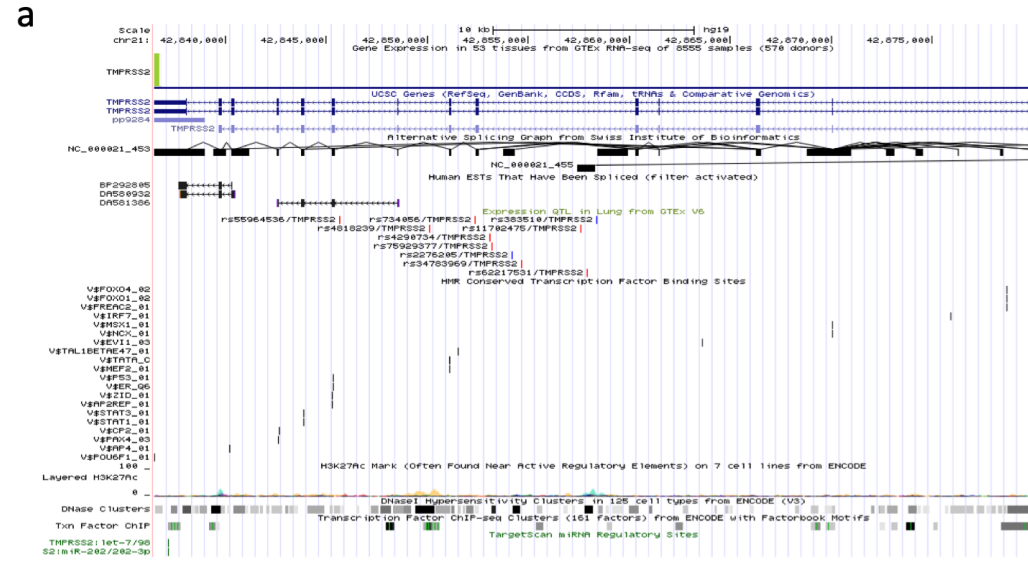 a
Scale 10 kb hg19
chr21: 42,840,000 42,845,000 42,850,000 42,855,000 42,860,000 42,865,000 42,870,000 42,875,000
Gene Expression in 53 tissues from GTEx RNA-seq of 8555 samples (570 donors)
TMPRSS2
UCSC Genes (RefSeq, GenBank, CCDS, Rfam, tRNAs & Comparative Genomics)
TMPRSS2
TMPRSS2
pp9284
TMPRSS2
Alternative Splicing Graph from Swiss Institute of Bioinformatics
NC_000021_453
NC_000021_455
Human ESTs That Have Been Spliced (filter activated)
BP292805
DA580932
DA581386
Expression QTL in Lung from GTEx V6
rs55964536/TMPRSS2 rs734056/TMPRSS2 rs383510/TMPRSS2
rs4818239/TMPRSS2 rs11702475/TMPRSS2
rs4290734/TMPRSS2
rs75929377/TMPRSS2
rs2276205/TMPRSS2
rs34783969/TMPRSS2
rs62217531/TMPRSS2
HMR Conserved Transcription Factor Binding Sites
V$FOXO4_02
V$FOXO1_02
V$FREAC2_01
V$IRF7_01
V$MSX1_01
V$NCX_01
V$EVI1_03
V$TAL1BETAE47_01
V$TATA_C
V$MEF2_01
V$P53_01
V$ER_Q6
V$ZID_01
V$AP2REP_01
V$STAT3_01
V$STAT1_01
V$CP2_01
V$PAX4_03
V$AP4_01
V$POU6F1_01
H3K27Ac Mark (Often Found Near Active Regulatory Elements) on 7 cell lines from ENCODE
100 _
Layered H3K27Ac
0 _
DNaseI Hypersensitivity Clusters in 125 cell types from ENCODE (V3)
DNase Clusters
Transcription Factor ChIP-seq Clusters (161 factors) from ENCODE with Factorbook Motifs
Txn Factor ChIP
TargetScan miRNA Regulatory Sites
TMPRSS2:let-7/98
S2:miR-202/202-3p